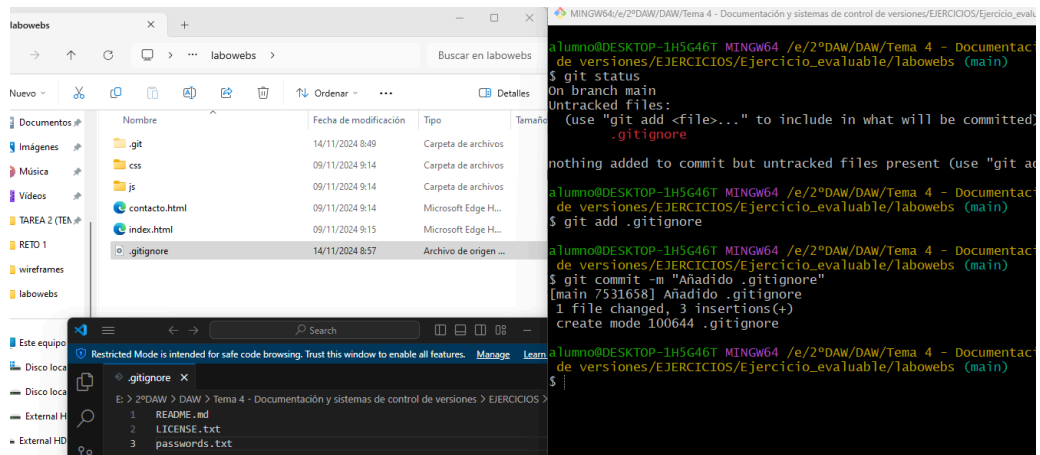 labowebs
labowebs
Buscar en labowebs
Nuevo
Ordenar
Detalles
Nombre
Fecha de modificación
Tipo
Tamaño
.git
14/11/2024 8:49
Carpeta de archivos
css
09/11/2024 9:14
Carpeta de archivos
js
09/11/2024 9:14
Carpeta de archivos
contacto.html
09/11/2024 9:14
Microsoft Edge H...
index.html
09/11/2024 9:15
Microsoft Edge H...
.gitignore
14/11/2024 8:57
Archivo de origen ...
Documentos
Imágenes
Música
Vídeos
TAREA 2 (TEM
RETO 1
wireframes
labowebs
Este equipo
Disco loca
Disco loca
External H
External HD
Search
Restricted Mode is intended for safe code browsing. Trust this window to enable all features. Manage Learn
.gitignore
E: > 2ºDAW > DAW > Tema 4 - Documentación y sistemas de control de versiones > EJERCICIOS >
1 README.md
2 LICENSE.txt
3 passwords.txt
MINGW64:/e/2ºDAW/DAW/Tema 4 - Documentación y sistemas de control de versiones/EJERCICIOS/Ejercicio_evalu
alumno@DESKTOP-1H5G46T MINGW64 /e/2ºDAW/DAW/Tema 4 - Documentaci
de versiones/EJERCICIOS/Ejercicio_evaluable/labowebs (main)
$ git status
On branch main
Untracked files:
(use "git add <file>..." to include in what will be committed)
.gitignore
nothing added to commit but untracked files present (use "git ad
alumno@DESKTOP-1H5G46T MINGW64 /e/2ºDAW/DAW/Tema 4 - Documentaci
de versiones/EJERCICIOS/Ejercicio_evaluable/labowebs (main)
$ git add .gitignore
alumno@DESKTOP-1H5G46T MINGW64 /e/2ºDAW/DAW/Tema 4 - Documentaci
de versiones/EJERCICIOS/Ejercicio_evaluable/labowebs (main)
$ git commit -m "Añadido .gitignore"
[main 7531658] Añadido .gitignore
1 file changed, 3 insertions(+)
create mode 100644 .gitignore
alumno@DESKTOP-1H5G46T MINGW64 /e/2ºDAW/DAW/Tema 4 - Documentaci
de versiones/EJERCICIOS/Ejercicio_evaluable/labowebs (main)
$